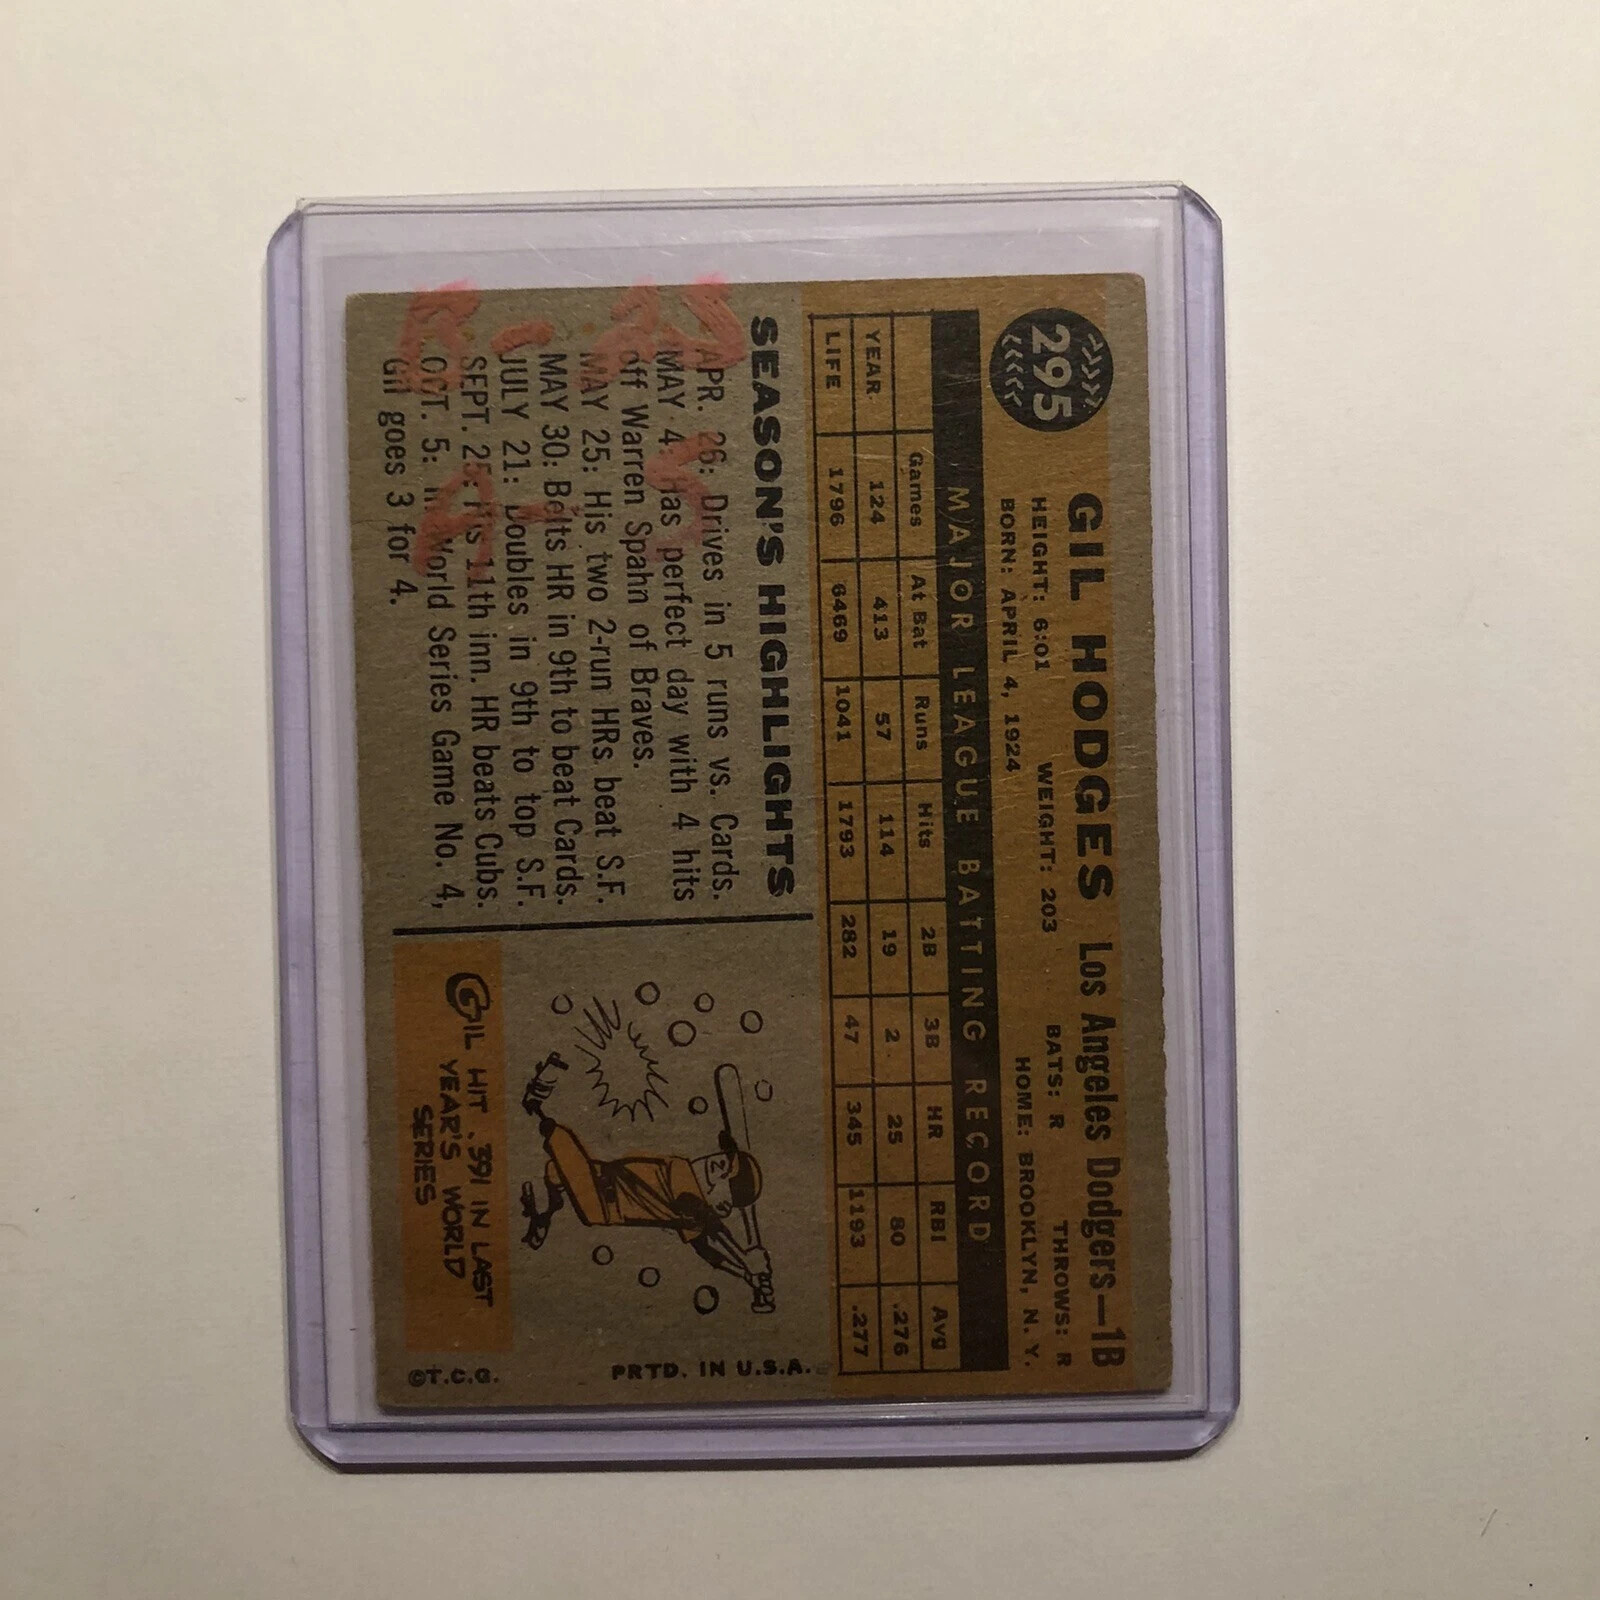 295
GIL HODGES Los Angeles Dodgers—1B
HEIGHT: 6:01 WEIGHT: 203 BATS: R THROWS: R
BORN: APRIL 4, 1924 HOME: BROOKLYN, N. Y.
MAJOR LEAGUE BATTING RECORD
Games At Bat Runs Hits 2B 3B HR RBI Avg
YEAR 124 413 57 114 19 2 25 80 .276
LIFE 1796 6469 1041 1793 282 47 345 1193 .277
SEASON'S HIGHLIGHTS
APR. 26: Drives in 5 runs vs. Cards.
MAY 4: Has perfect day with 4 hits
off Warren Spahn of Braves.
MAY 25: His two 2-run HRs beat S.F.
MAY 30: Belts HR in 9th to beat Cards.
JULY 21: Doubles in 9th to top S.F.
SEPT. 25: His 11th inn. HR beats Cubs.
OCT. 5: In World Series Game No. 4,
Gil goes 3 for 4.
GIL HIT .391 IN LAST
YEAR'S WORLD
SERIES
PRTD. IN U.S.A.
©T.C.G.